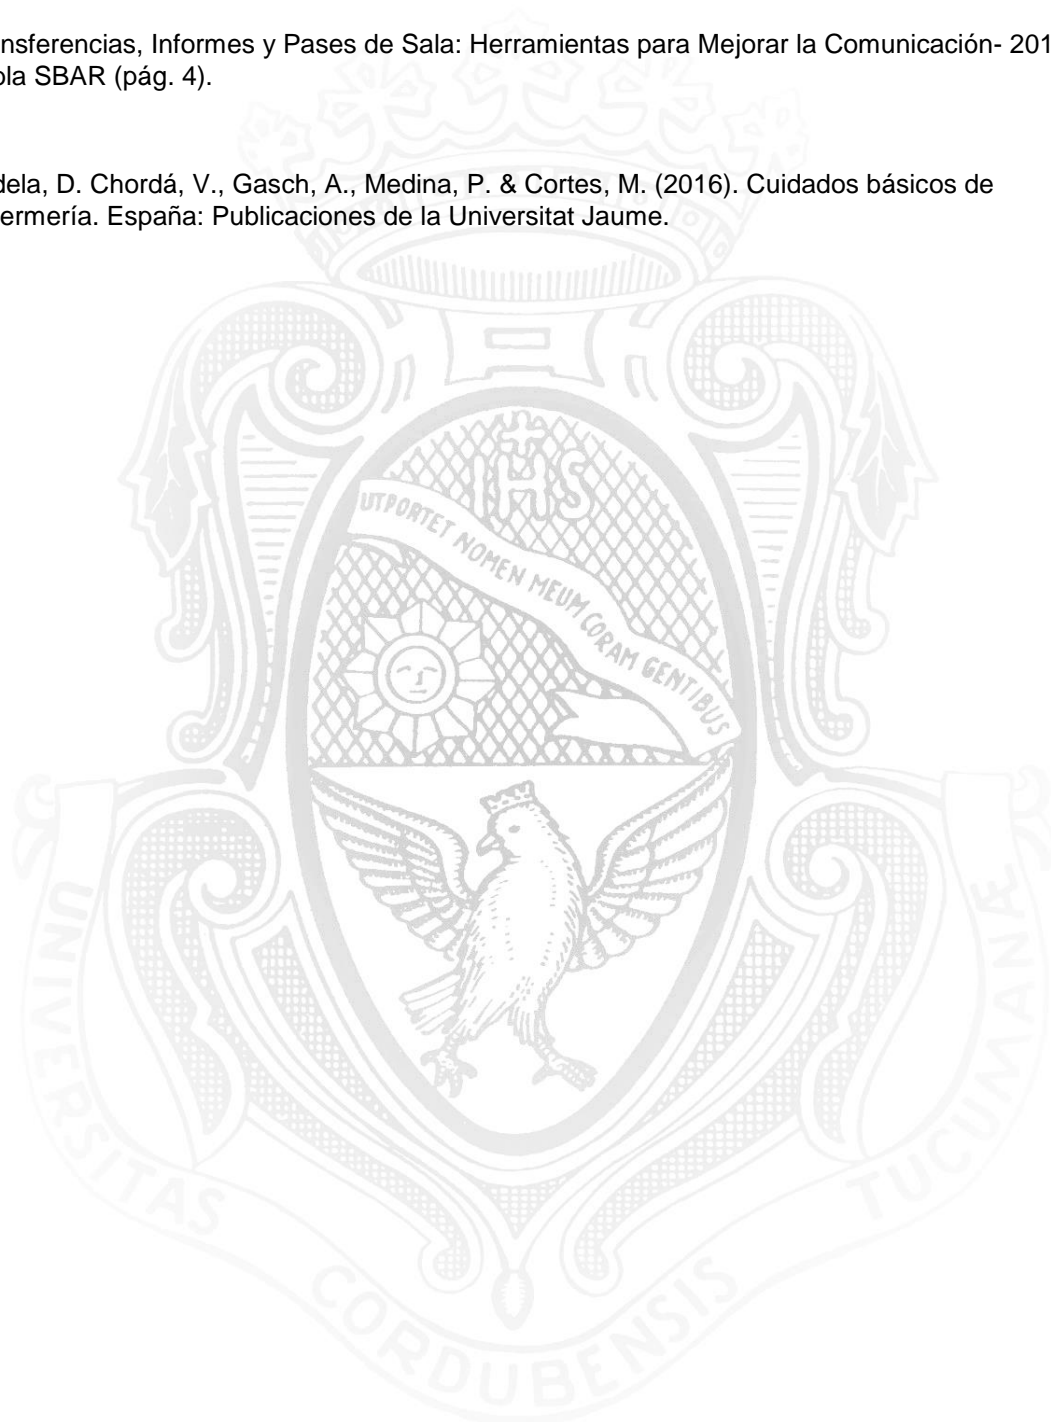 nsferencias, Informes y Pases de Sala: Herramientas para Mejorar la Comunicación- 201
ola SBAR (pág. 4).
dela, D. Chordá, V., Gasch, A., Medina, P. & Cortes, M. (2016). Cuidados básicos de
ermería. España: Publicaciones de la Universitat Jaume.
IHS
UTPORTET NOMEN MEUM CORAM GENTIBUS
UNIVERSITAS CORDUBENSIS TUCUMANÆ